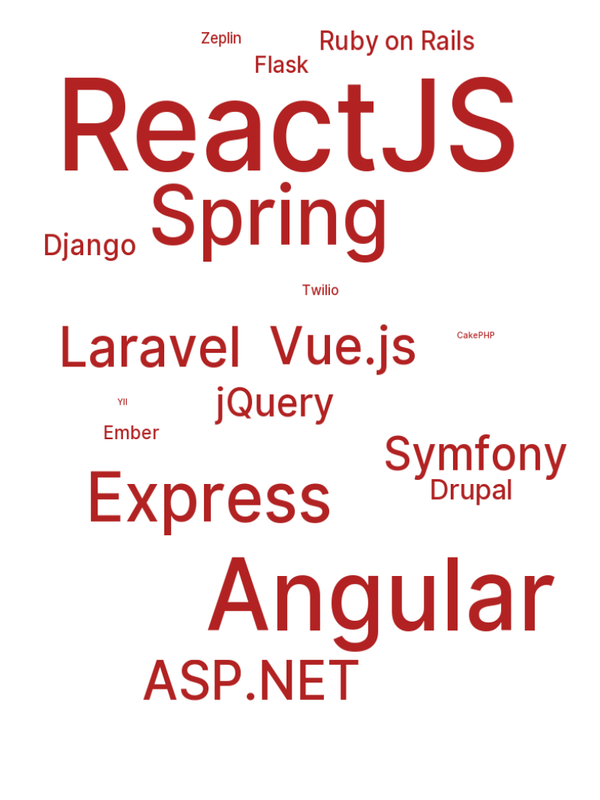 Zeplin
Ruby on Rails
Flask
ReactJS
Spring
Django
Twilio
Laravel
Vue.js
CakePHP
YII
jQuery
Ember
Symfony
Drupal
Express
Angular
ASP.NET